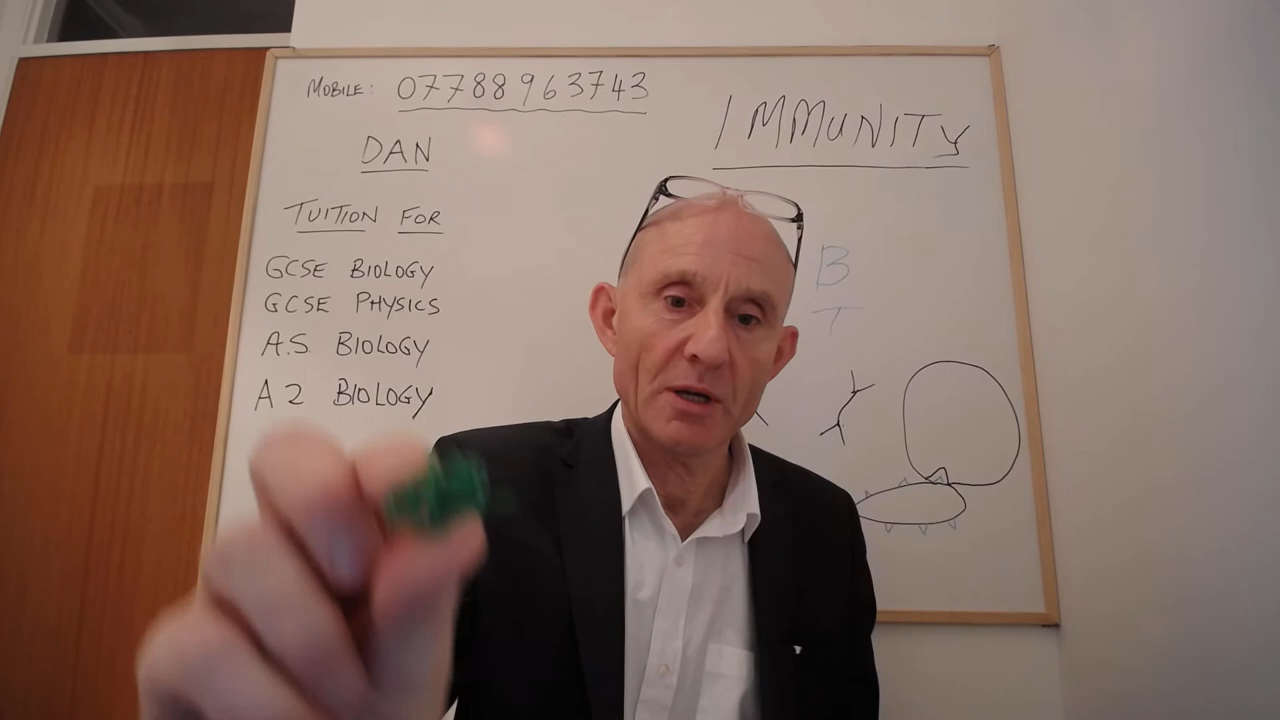 MOBILE: 07788963743
IMMUNITY
DAN
TUITION FOR
GCSE BIOLOGY
GCSE PHYSICS
A.S. BIOLOGY
A2 BIOLOGY
B
T